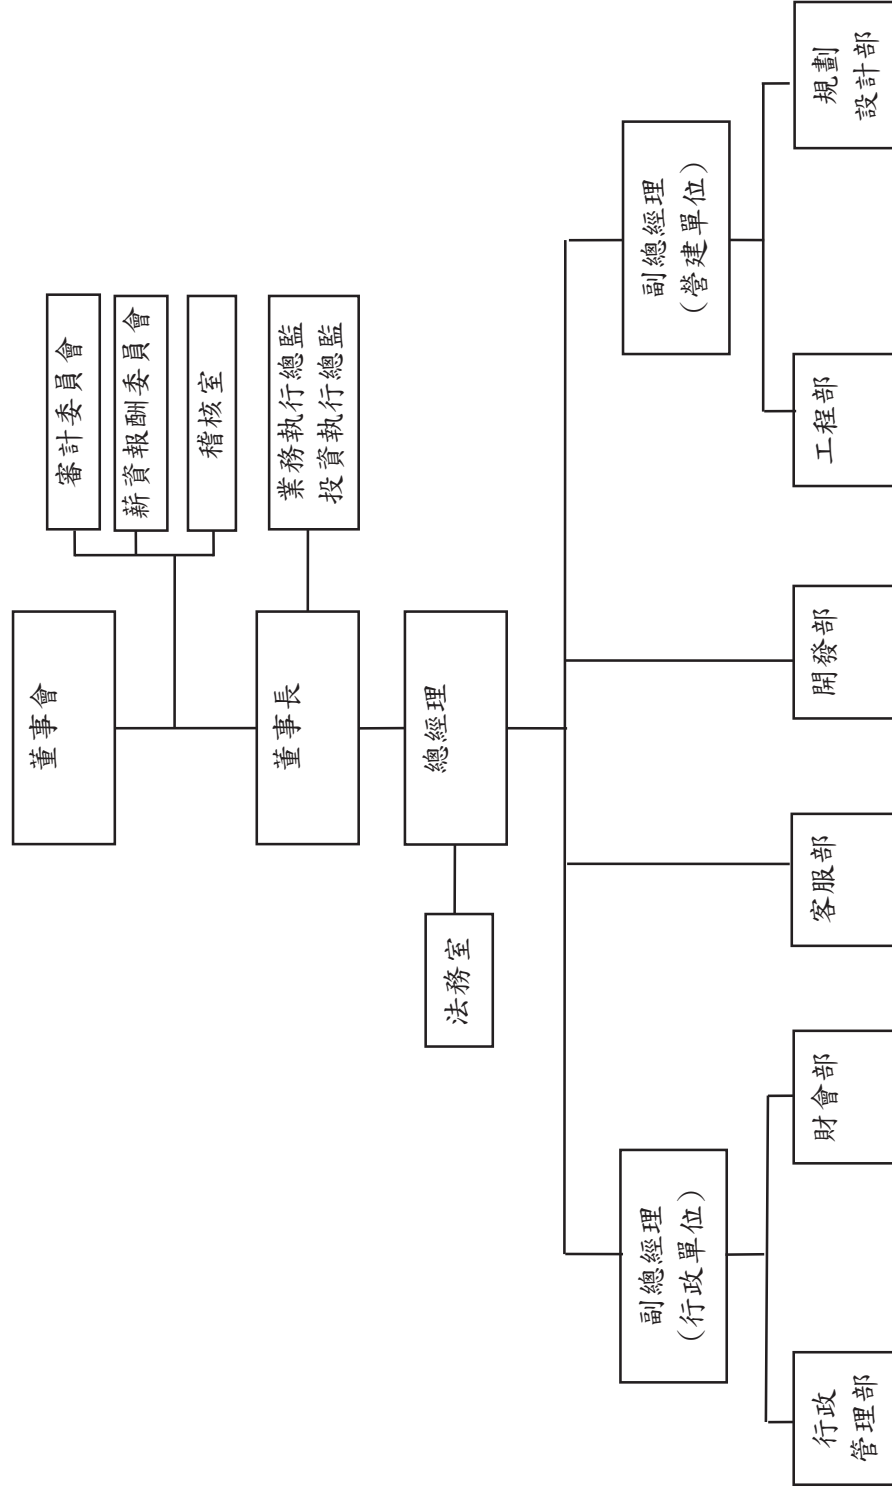 董事會
審計委員會
薪資報酬委員會
稽核室
董事長
業務執行總監
投資執行總監
總經理
法務室
副總經理
(行政單位)
副總經理
(營建單位)
行政
管理部
財會部
客服部
開發部
工程部
規劃
設計部